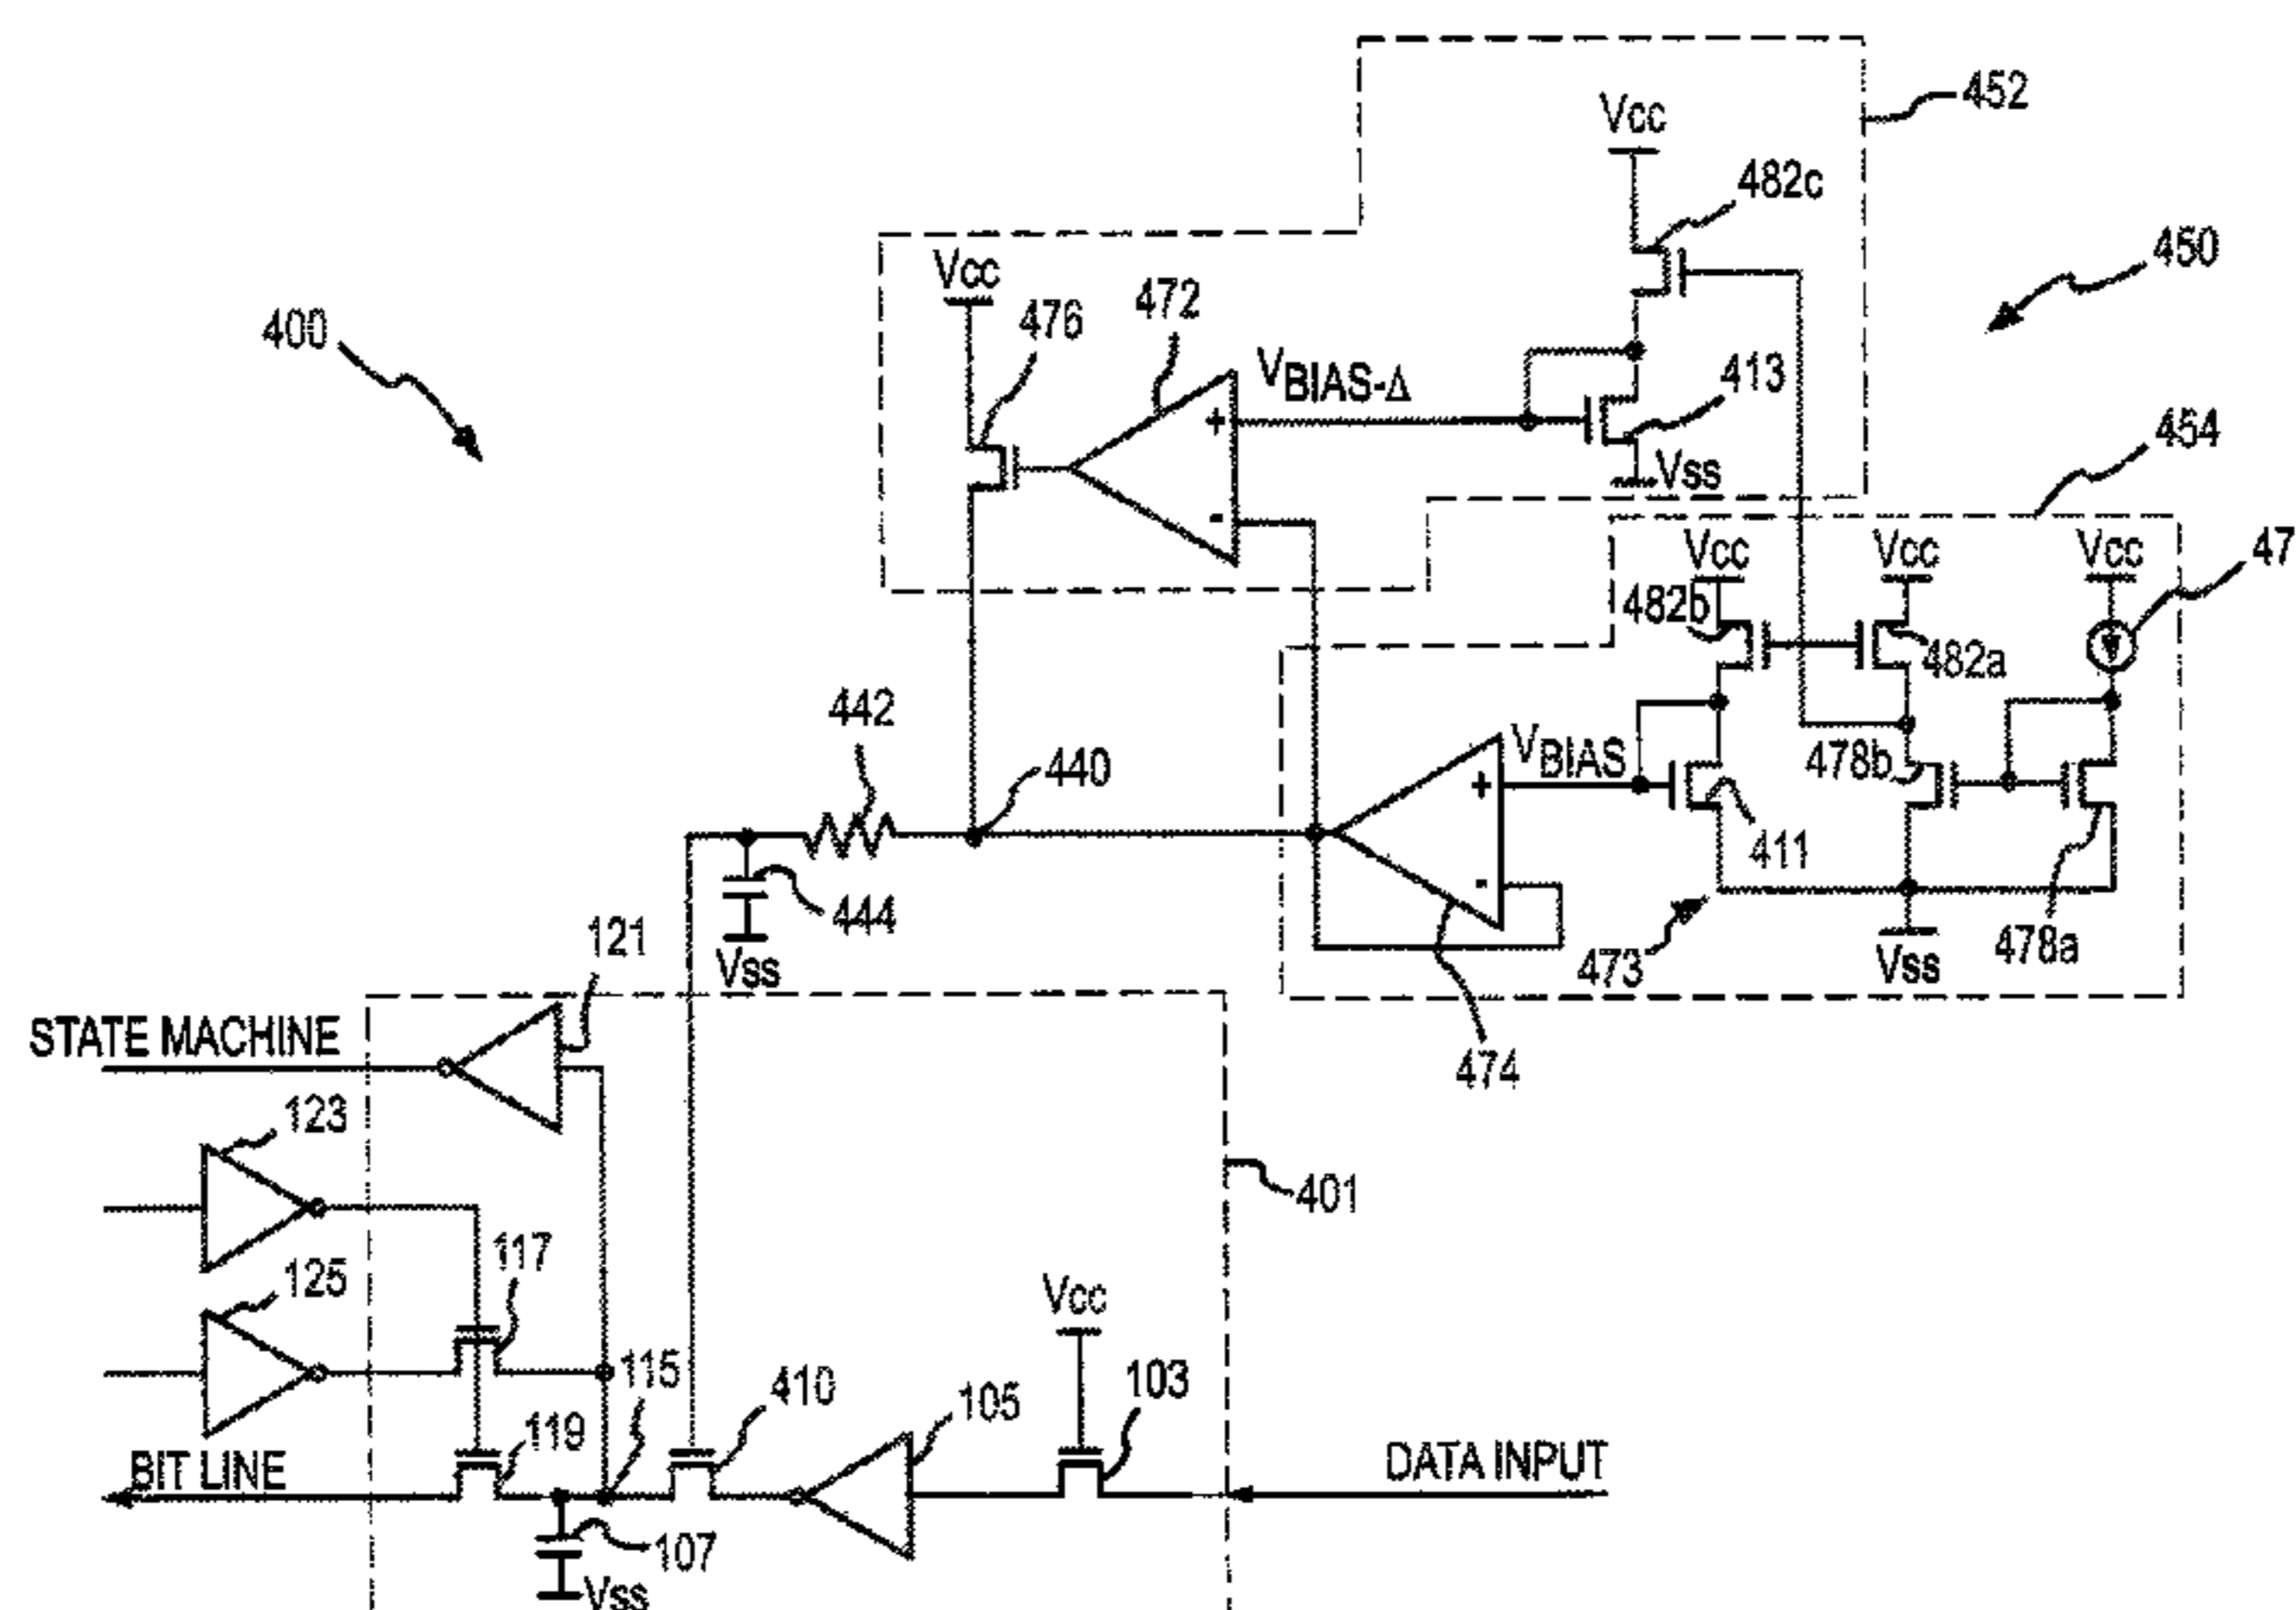 452
Vcc
482c
450
Vcc
472
476
400
VBIAS-Δ
413
+
454
Vss
-
Vcc
Vcc
Vcc
47
482b
482a
442
440
VBIAS
478b
+
411
-
444
Vss
121
473
Vss
478a
STATE MACHINE
474
123
401
117
125
Vcc
115
410
105
103
119
BIT LINE
DATA INPUT
107
Vss